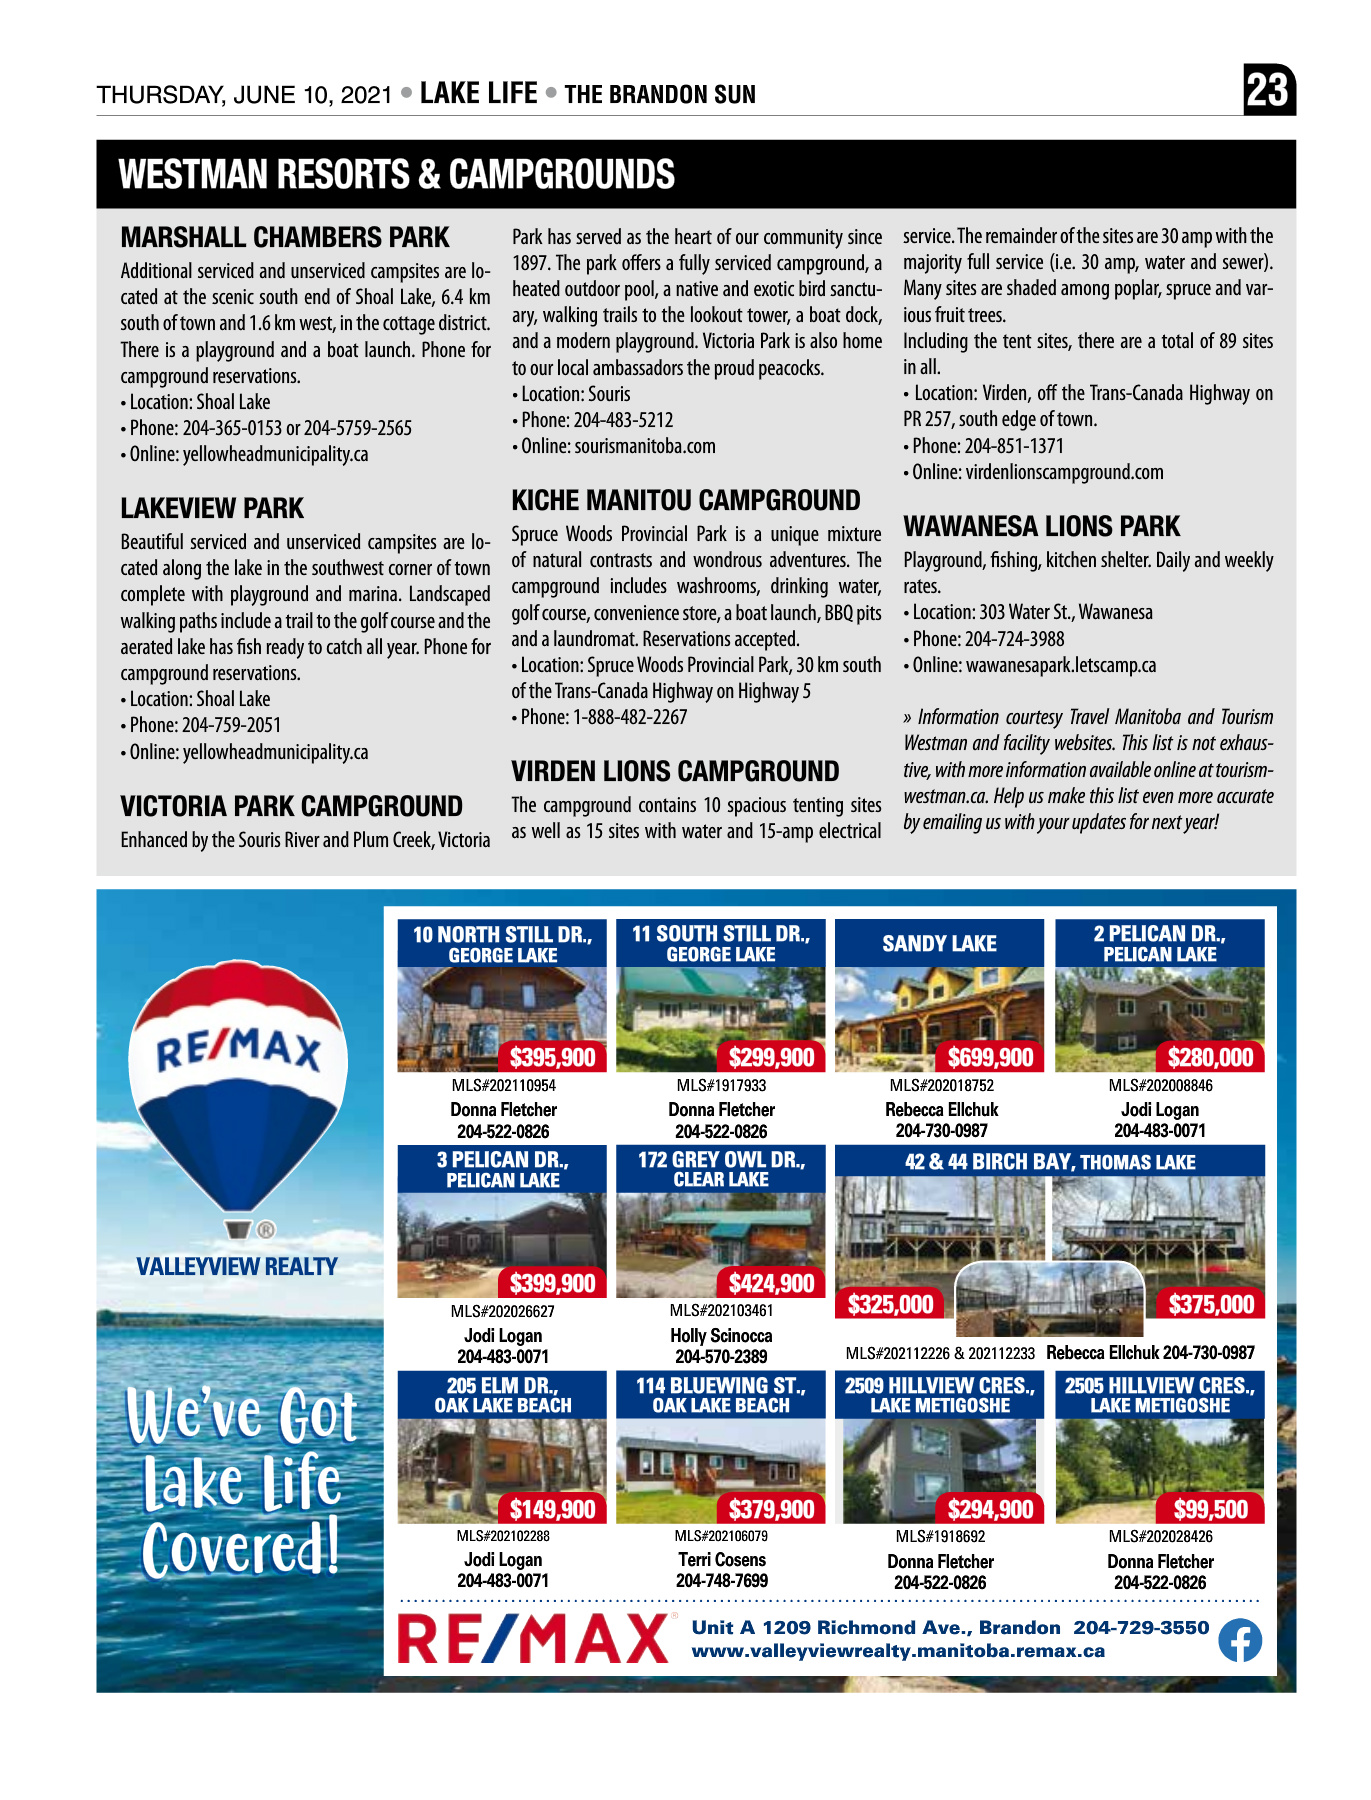 THURSDAY, JUNE 10, 2021 • LAKE LIFE • THE BRANDON SUN
23
WESTMAN RESORTS & CAMPGROUNDS
MARSHALL CHAMBERS PARK
Additional serviced and unserviced campsites are lo-
cated at the scenic south end of Shoal Lake, 6.4 km
south of town and 1.6 km west, in the cottage district.
There is a playground and a boat launch. Phone for
campground reservations.
• Location: Shoal Lake
• Phone: 204-365-0153 or 204-5759-2565
• Online: yellowheadmunicipality.ca
LAKEVIEW PARK
Beautiful serviced and unserviced campsites are lo-
cated along the lake in the southwest corner of town
complete with playground and marina. Landscaped
walking paths include a trail to the golf course and the
aerated lake has fish ready to catch all year. Phone for
campground reservations.
• Location: Shoal Lake
• Phone: 204-759-2051
• Online: yellowheadmunicipality.ca
VICTORIA PARK CAMPGROUND
Enhanced by the Souris River and Plum Creek, Victoria
Park has served as the heart of our community since
1897. The park offers a fully serviced campground, a
heated outdoor pool, a native and exotic bird sanctu-
ary, walking trails to the lookout tower, a boat dock,
and a modern playground. Victoria Park is also home
to our local ambassadors the proud peacocks.
• Location: Souris
• Phone: 204-483-5212
• Online: sourismanitoba.com
KICHE MANITOU CAMPGROUND
Spruce Woods Provincial Park is a unique mixture
of natural contrasts and wondrous adventures. The
campground includes washrooms, drinking water,
golf course, convenience store, a boat launch, BBQ pits
and a laundromat. Reservations accepted.
• Location: Spruce Woods Provincial Park, 30 km south
of the Trans-Canada Highway on Highway 5
• Phone: 1-888-482-2267
VIRDEN LIONS CAMPGROUND
The campground contains 10 spacious tenting sites
as well as 15 sites with water and 15-amp electrical
service. The remainder of the sites are 30 amp with the
majority full service (i.e. 30 amp, water and sewer).
Many sites are shaded among poplar, spruce and var-
ious fruit trees.
Including the tent sites, there are a total of 89 sites
in all.
• Location: Virden, off the Trans-Canada Highway on
PR 257, south edge of town.
• Phone: 204-851-1371
• Online: virdenlionscampground.com
WAWANESA LIONS PARK
Playground, fishing, kitchen shelter. Daily and weekly
rates.
• Location: 303 Water St., Wawanesa
• Phone: 204-724-3988
• Online: wawanesapark.letscamp.ca
» Information courtesy Travel Manitoba and Tourism
Westman and facility websites. This list is not exhaus-
tive, with more information available online at tourism-
westman.ca. Help us make this list even more accurate
by emailing us with your updates for next year!
RE/MAX
®
VALLEYVIEW REALTY
We've Got
Lake Life
Covered!
10 NORTH STILL DR.,
GEORGE LAKE
$395,900
MLS#202110954
Donna Fletcher
204-522-0826
11 SOUTH STILL DR.,
GEORGE LAKE
$299,900
MLS#1917933
Donna Fletcher
204-522-0826
SANDY LAKE
$699,900
MLS#202018752
Rebecca Ellchuk
204-730-0987
2 PELICAN DR.,
PELICAN LAKE
$280,000
MLS#202008846
Jodi Logan
204-483-0071
3 PELICAN DR.,
PELICAN LAKE
$399,900
MLS#202026627
Jodi Logan
204-483-0071
172 GREY OWL DR.,
CLEAR LAKE
$424,900
MLS#202103461
Holly Scinocca
204-570-2389
42 & 44 BIRCH BAY, THOMAS LAKE
$325,000
$375,000
MLS#202112226 & 202112233 Rebecca Ellchuk 204-730-0987
205 ELM DR.,
OAK LAKE BEACH
$149,900
MLS#202102288
Jodi Logan
204-483-0071
114 BLUEWING ST.,
OAK LAKE BEACH
$379,900
MLS#202106079
Terri Cosens
204-748-7699
2509 HILLVIEW CRES.,
LAKE METIGOSHE
$294,900
MLS#1918692
Donna Fletcher
204-522-0826
2505 HILLVIEW CRES.,
LAKE METIGOSHE
$99,500
MLS#202028426
Donna Fletcher
204-522-0826
RE/MAX®
Unit A 1209 Richmond Ave., Brandon 204-729-3550
www.valleyviewrealty.manitoba.remax.ca